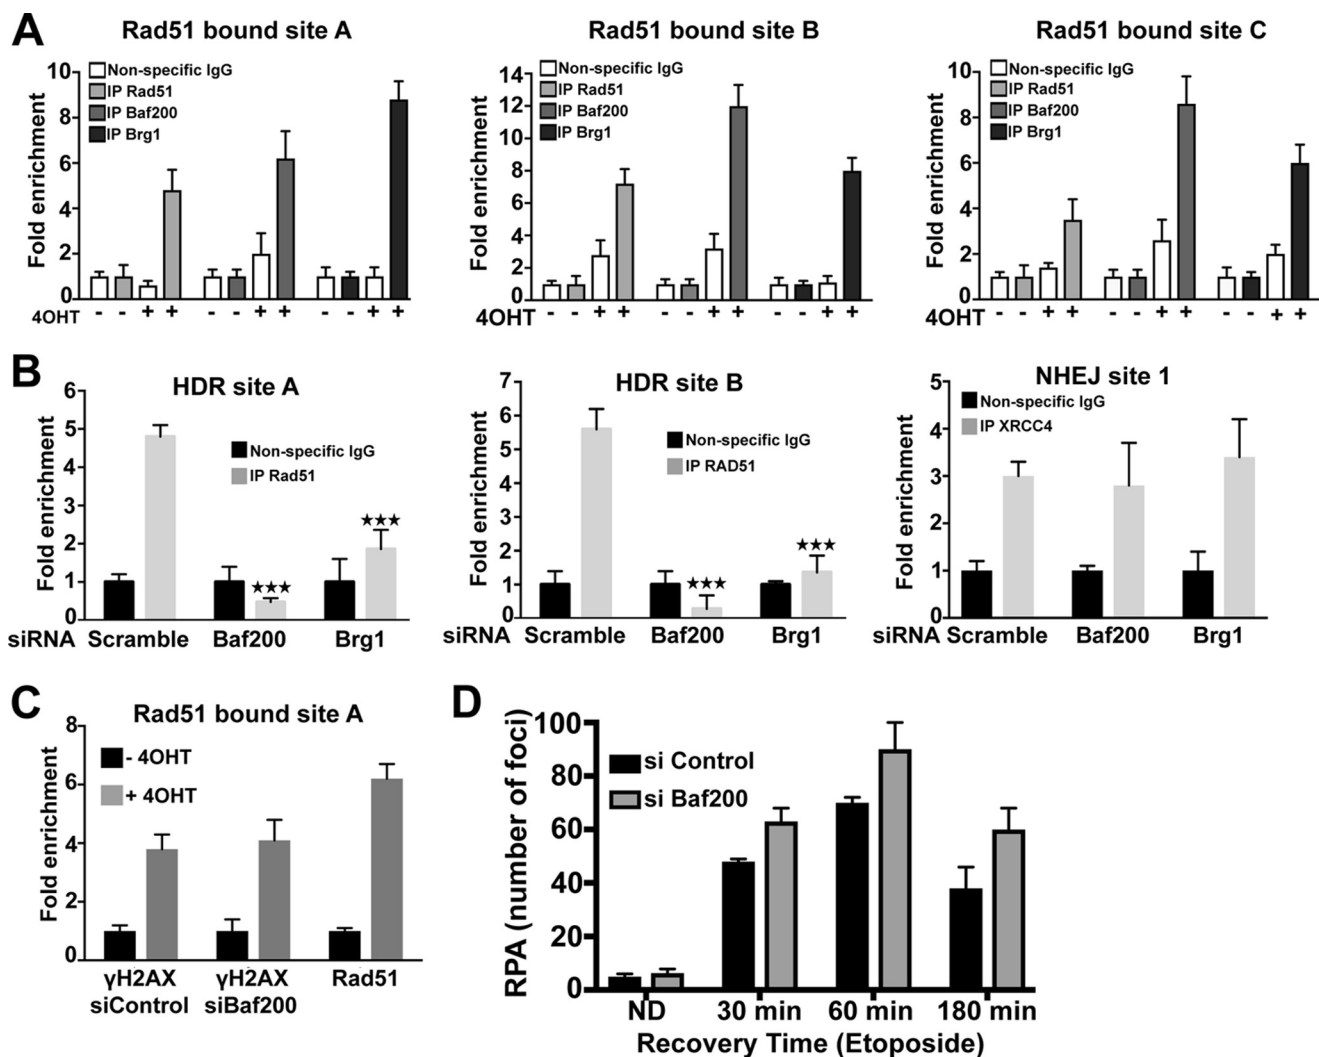 A
Rad51 bound site A
Non-specific IgG
IP Rad51
IP Baf200
IP Brg1
Fold enrichment
10
8
6
4
2
0
4OHT - - + + - - + + - - + +
Rad51 bound site B
Non-specific IgG
IP Rad51
IP Baf200
IP Brg1
Fold enrichment
14
12
10
8
6
4
2
0
4OHT - - + + - - + + - - + +
Rad51 bound site C
Non-specific IgG
IP Rad51
IP Baf200
IP Brg1
Fold enrichment
10
8
6
4
2
0
4OHT - - + + - - + + - - + +
B
HDR site A
Non-specific IgG
IP Rad51
Fold enrichment
6
5
4
3
2
1
0
★★★
★★★
siRNA Scramble Baf200 Brg1
HDR site B
Non-specific IgG
IP RAD51
Fold enrichment
7
6
5
4
3
2
1
0
★★★
★★★
siRNA Scramble Baf200 Brg1
NHEJ site 1
Non-specific IgG
IP XRCC4
Fold enrichment
5
4
3
2
1
0
siRNA Scramble Baf200 Brg1
C
Rad51 bound site A
- 4OHT
+ 4OHT
Fold enrichment
8
6
4
2
0
γH2AX γH2AX Rad51
siControl siBaf200
D
si Control
si Baf200
RPA (number of foci)
100
80
60
40
20
0
ND 30 min 60 min 180 min
Recovery Time (Etoposide)